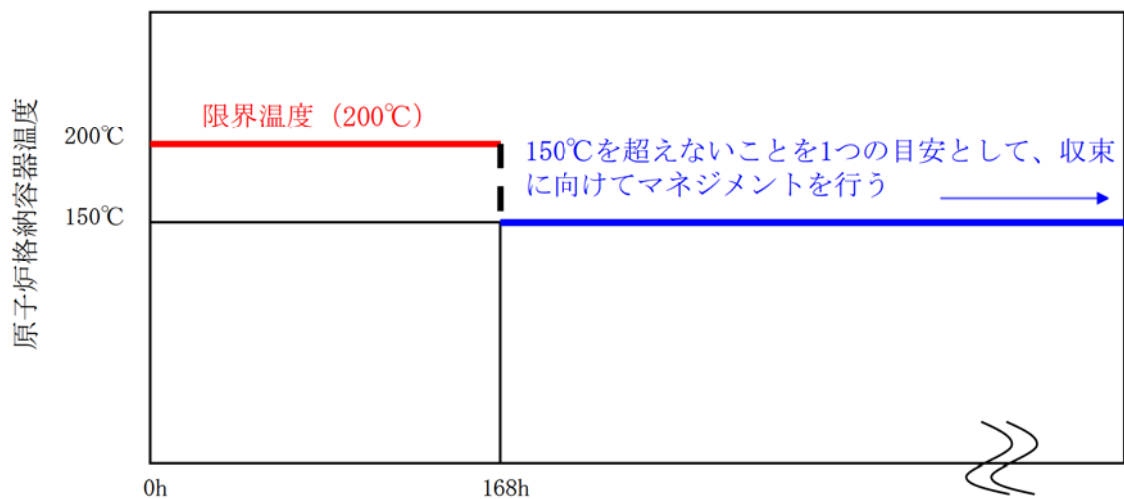 原子炉格納容器温度
限界温度（200℃）
200℃
150℃を超えないことを1つの目安として、収束
に向けてマネジメントを行う
150℃
0h
168h